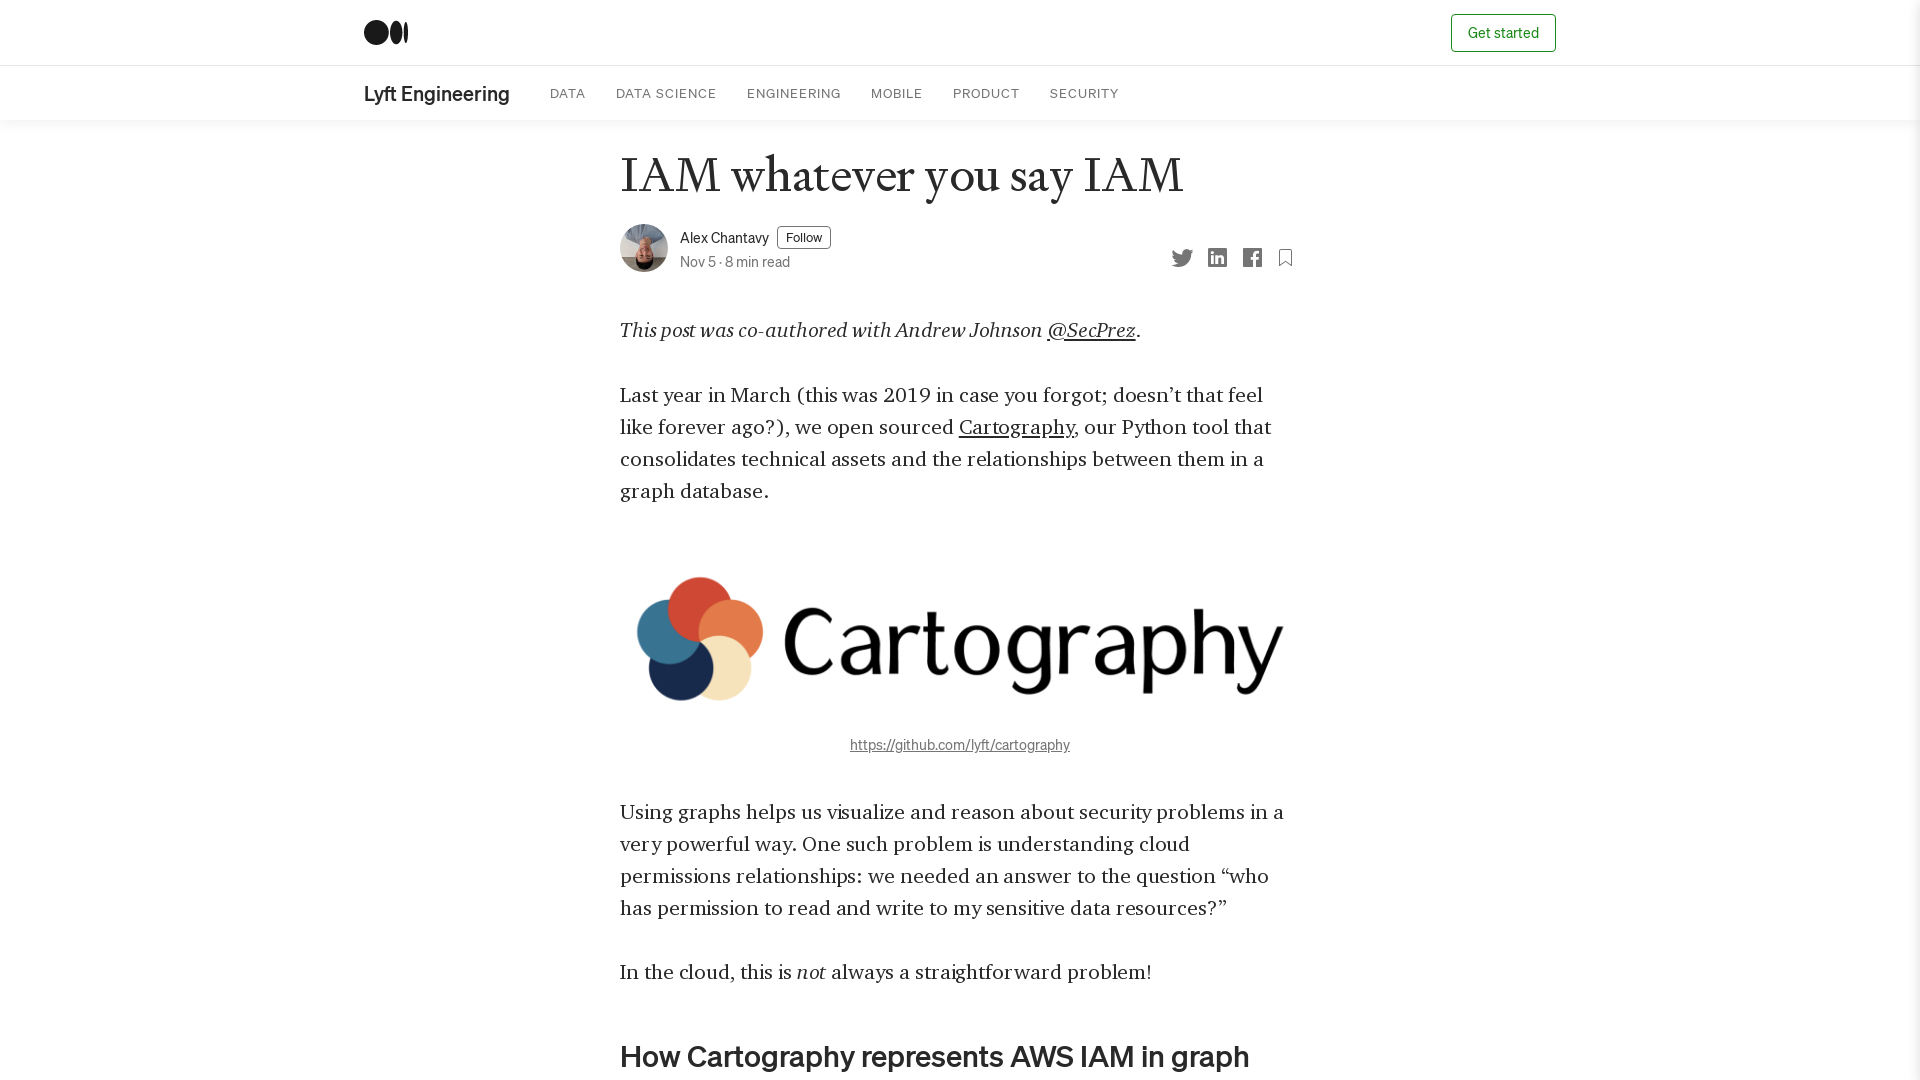 Get started
Lyft Engineering
DATA
DATA SCIENCE
ENGINEERING
MOBILE
PRODUCT
SECURITY
IAM whatever you say IAM
Alex Chantavy
Follow
Nov 5 · 8 min read
This post was co-authored with Andrew Johnson @SecPrez.
Last year in March (this was 2019 in case you forgot; doesn’t that feel
like forever ago?), we open sourced Cartography, our Python tool that
consolidates technical assets and the relationships between them in a
graph database.
Cartography
https://github.com/lyft/cartography
Using graphs helps us visualize and reason about security problems in a
very powerful way. One such problem is understanding cloud
permissions relationships: we needed an answer to the question “who
has permission to read and write to my sensitive data resources?”
In the cloud, this is not always a straightforward problem!
How Cartography represents AWS IAM in graph